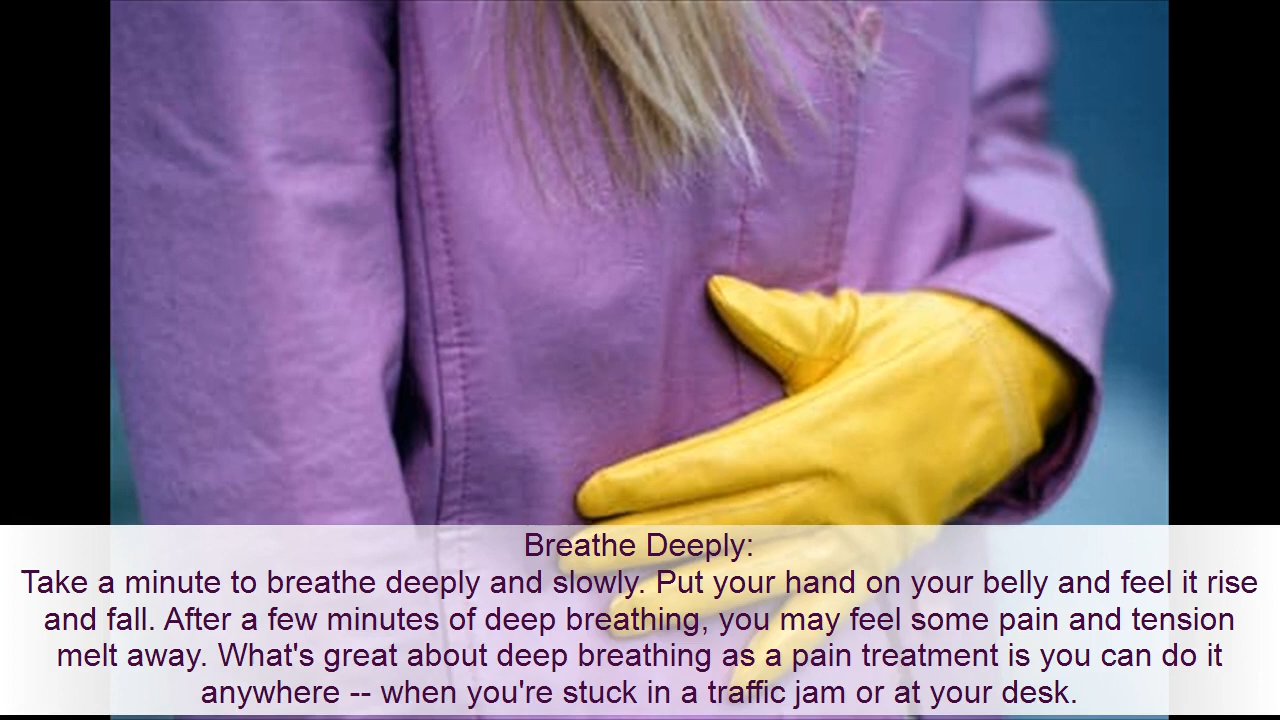 Breathe Deeply:
Take a minute to breathe deeply and slowly. Put your hand on your belly and feel it rise
and fall. After a few minutes of deep breathing, you may feel some pain and tension
melt away. What's great about deep breathing as a pain treatment is you can do it
anywhere -- when you're stuck in a traffic jam or at your desk.